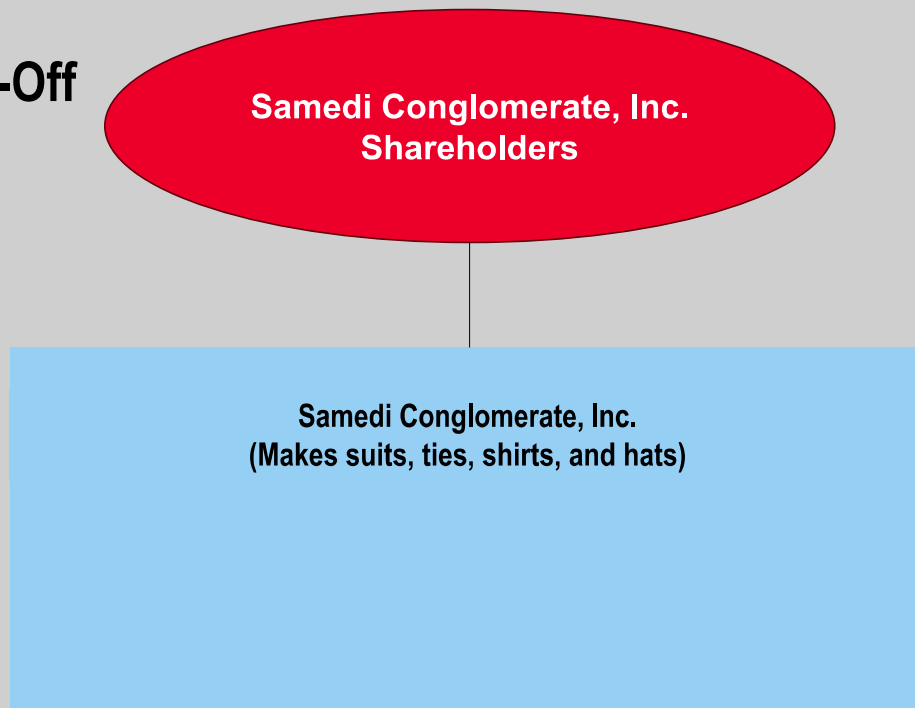 -Off
Samedi Conglomerate, Inc.
Shareholders
Samedi Conglomerate, Inc.
(Makes suits, ties, shirts, and hats)